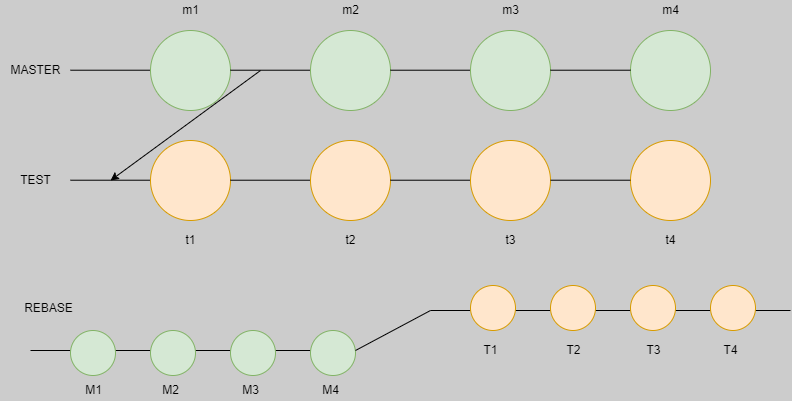 m1 m2 m3 m4
MASTER
TEST
t1 t2 t3 t4
REBASE
T1 T2 T3 T4
M1 M2 M3 M4